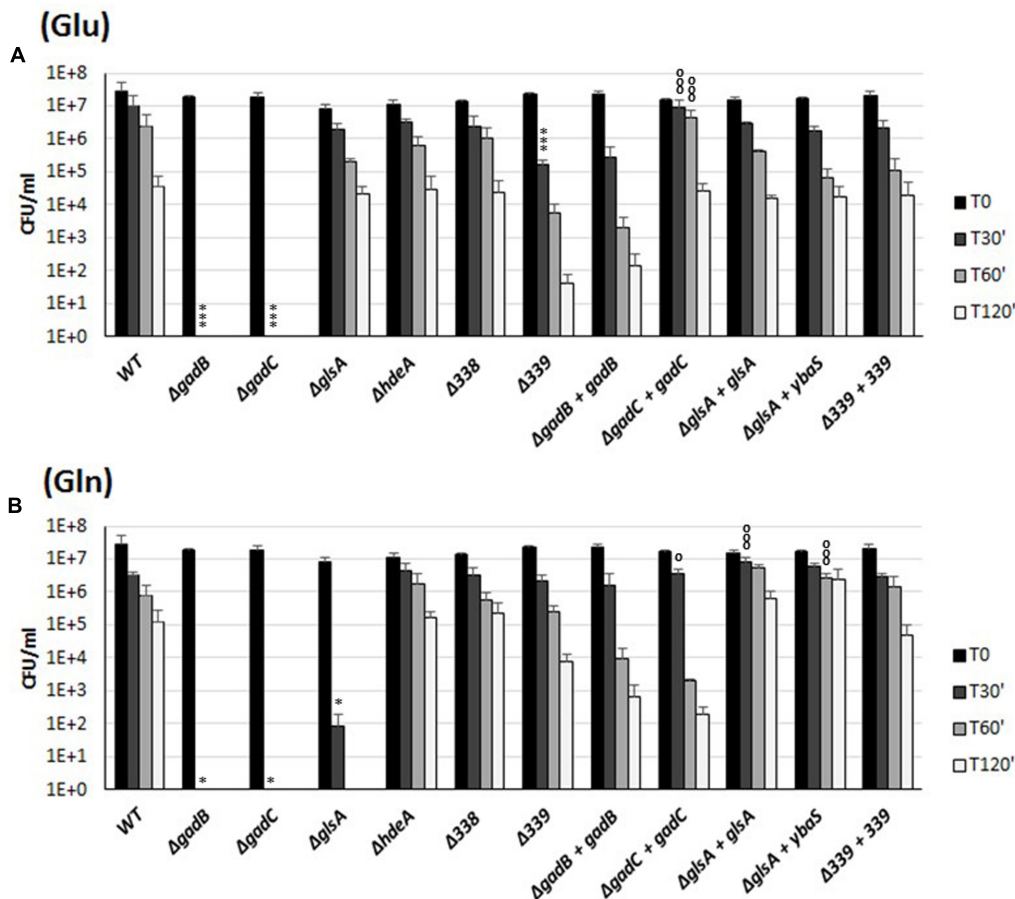 (Glu)
A
1E+8
1E+7
1E+6
1E+5
1E+4
1E+3
1E+2
1E+1
1E+0
CFU/ml
***
***
***
ooo
ooo
WT
ΔgadB
ΔgadC
ΔglsA
ΔhdeA
Δ338
Δ339
ΔgadB + gadB
ΔgadC + gadC
ΔglsA + glsA
ΔglsA + ybaS
Δ339 + 339
T0
T30'
T60'
T120'
(Gln)
B
1E+8
1E+7
1E+6
1E+5
1E+4
1E+3
1E+2
1E+1
1E+0
CFU/ml
*
*
*
o
ooo
ooo
WT
ΔgadB
ΔgadC
ΔglsA
ΔhdeA
Δ338
Δ339
ΔgadB + gadB
ΔgadC + gadC
ΔglsA + glsA
ΔglsA + ybaS
Δ339 + 339
T0
T30'
T60'
T120'